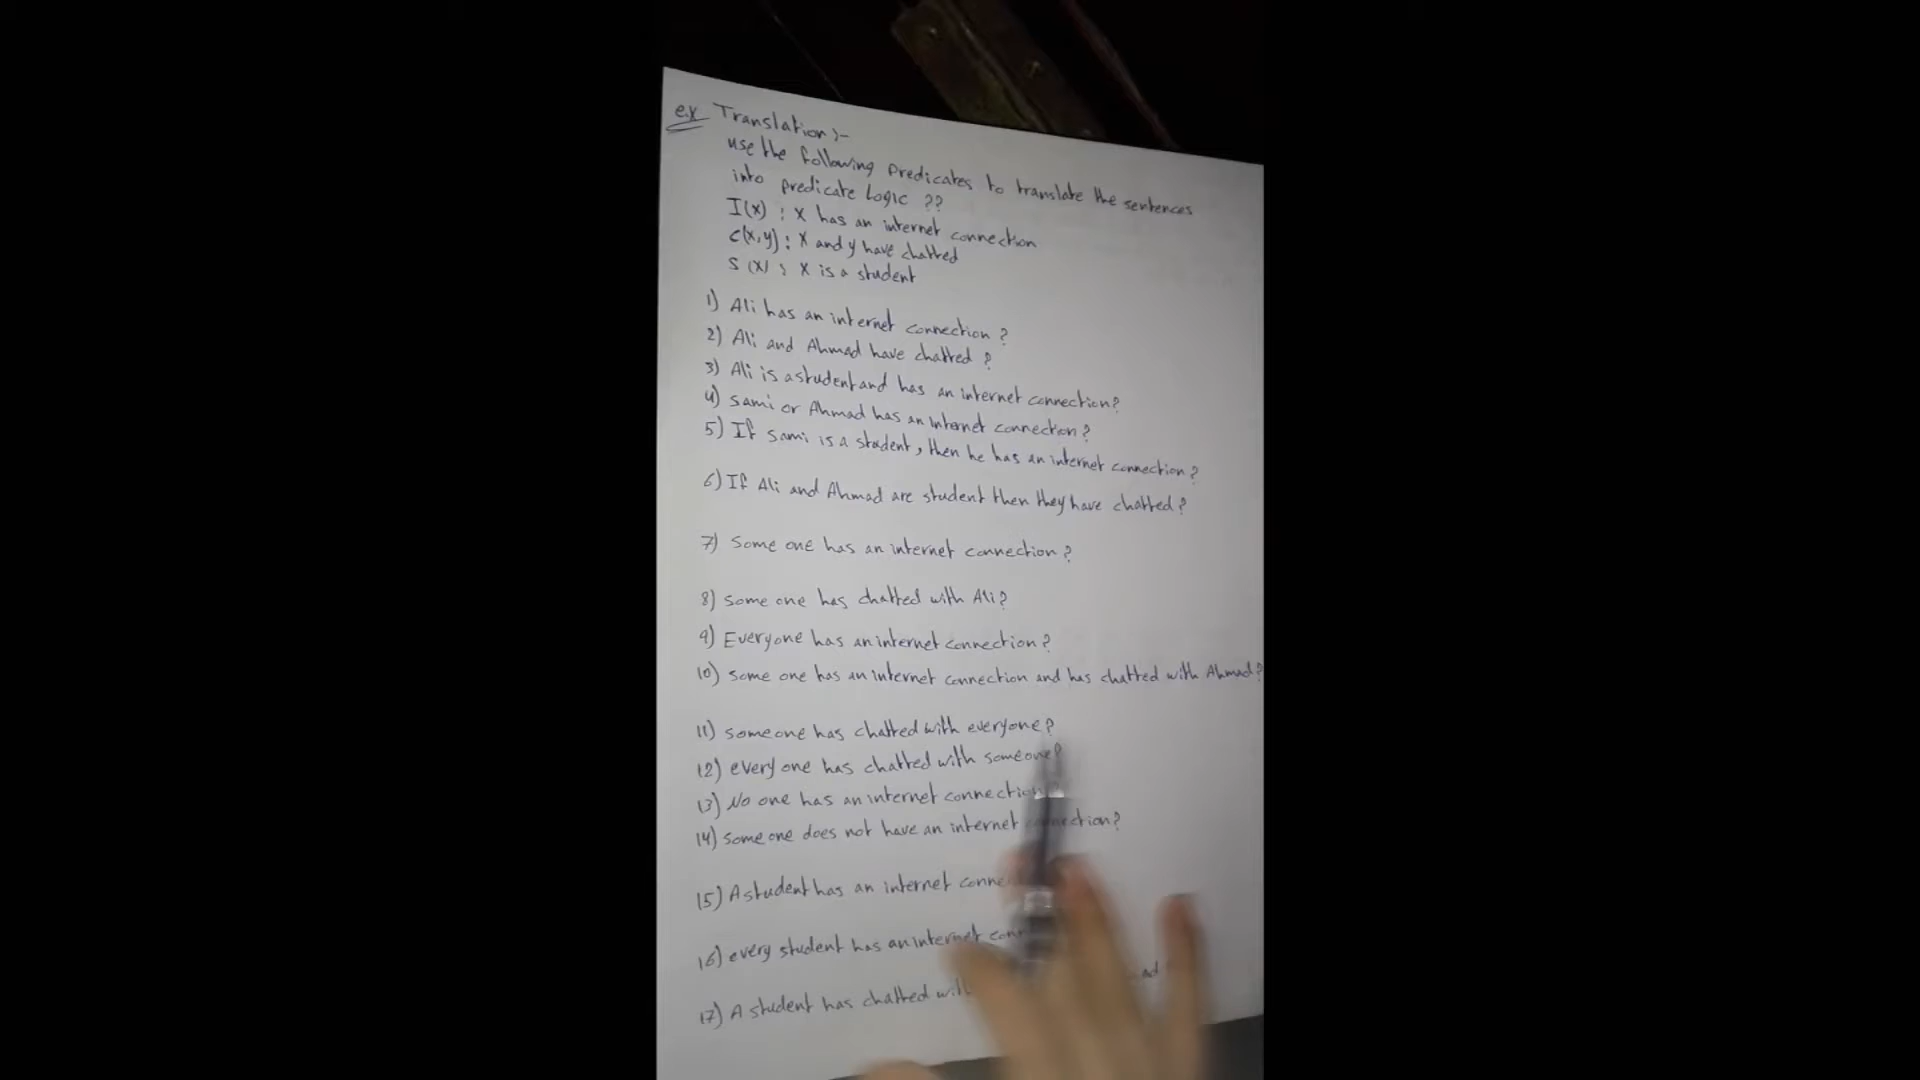 ex Translation:-
use the following predicates to translate the sentences
into predicate Logic ??
I(x) : x has an internet connection
C(x,y) : x and y have chatted
S(x) : x is a student
1) Ali has an internet connection ?
2) Ali and Ahmad have chatted ?
3) Ali is a student and has an internet connection?
4) Sami or Ahmad has an internet connection ?
5) If Sami is a student, then he has an internet connection ?
6) If Ali and Ahmad are student then they have chatted ?
7) Some one has an internet connection ?
8) Some one has chatted with Ali ?
9) Everyone has an internet connection ?
10) Some one has an internet connection and has chatted with Ahmad ?
11) Someone has chatted with everyone ?
12) every one has chatted with someone ?
13) No one has an internet connection
14) Some one does not have an internet connection ?
15) A student has an internet
16) every student has an internet
17) A student has chatted